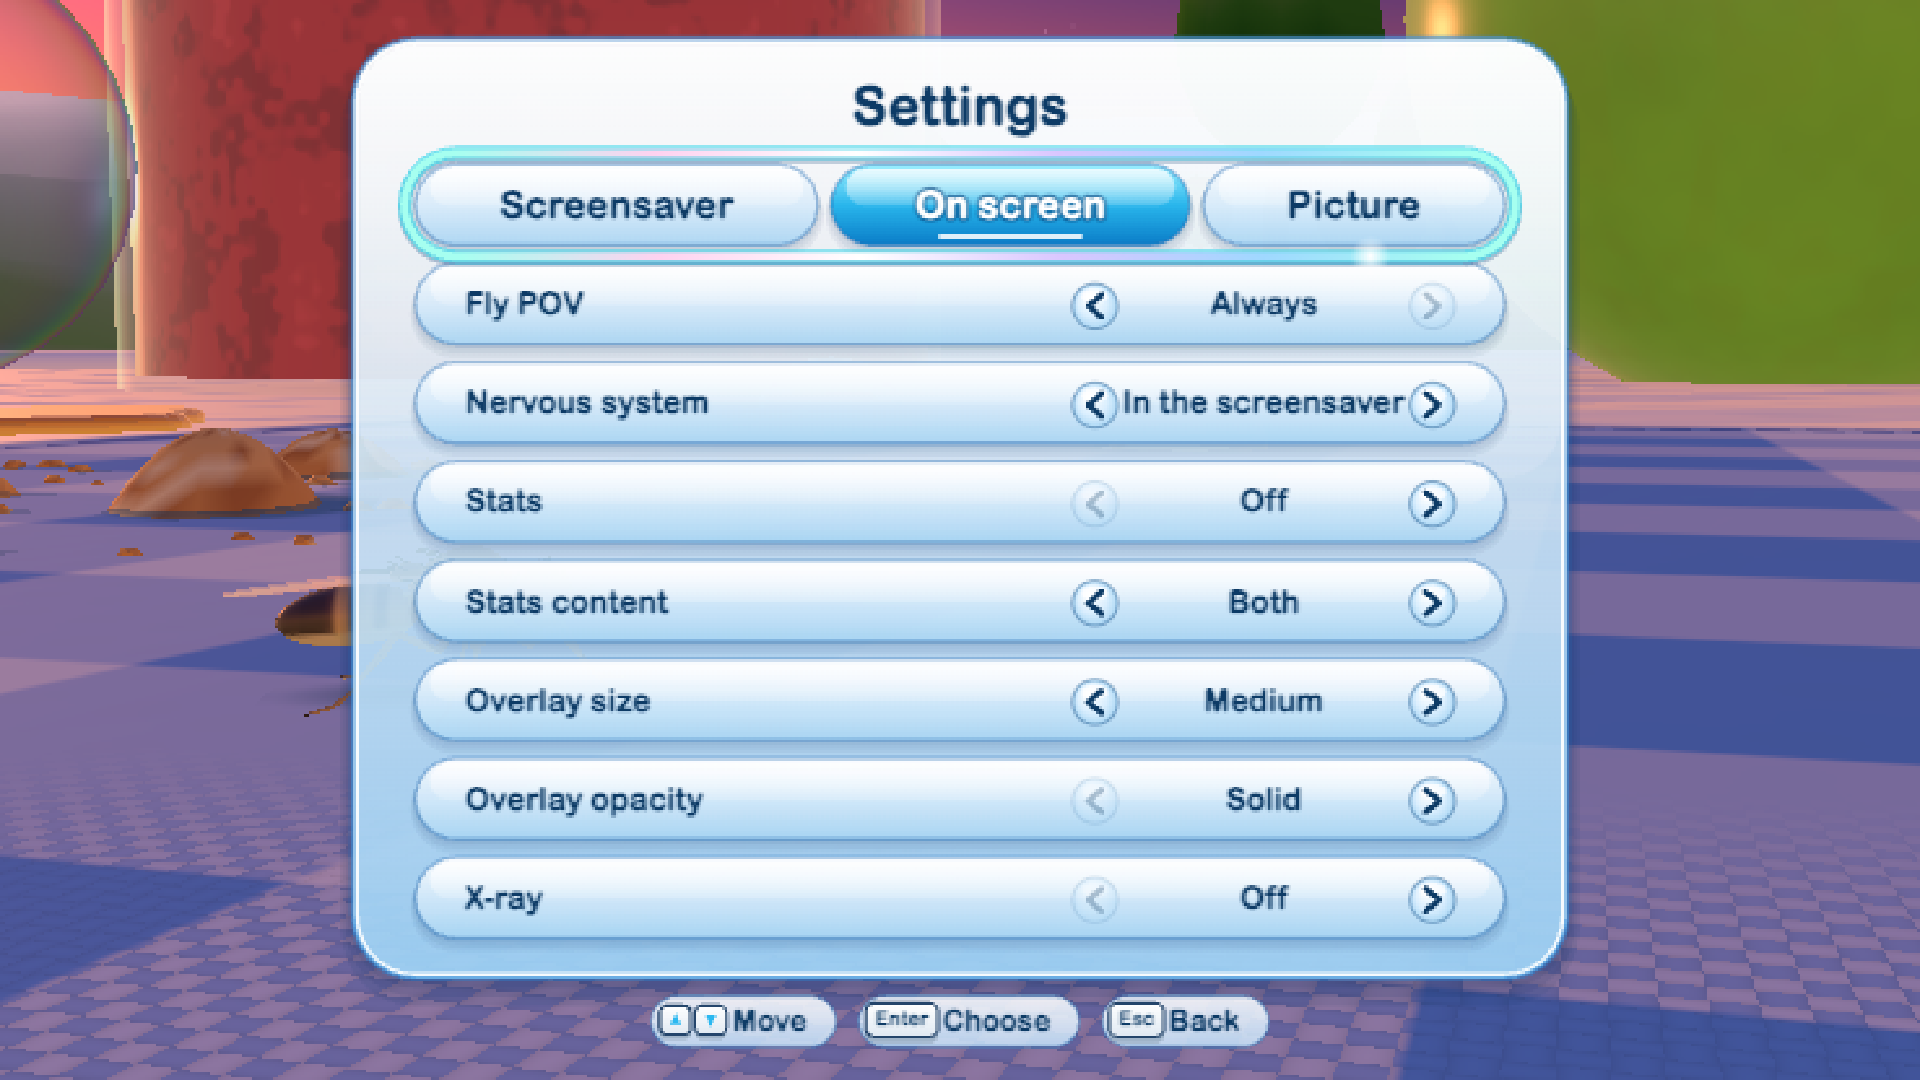 Settings
Screensaver On screen Picture
Fly POV Always
Nervous system In the screensaver
Stats Off
Stats content Both
Overlay size Medium
Overlay opacity Solid
X-ray Off
Move Enter Choose Esc Back